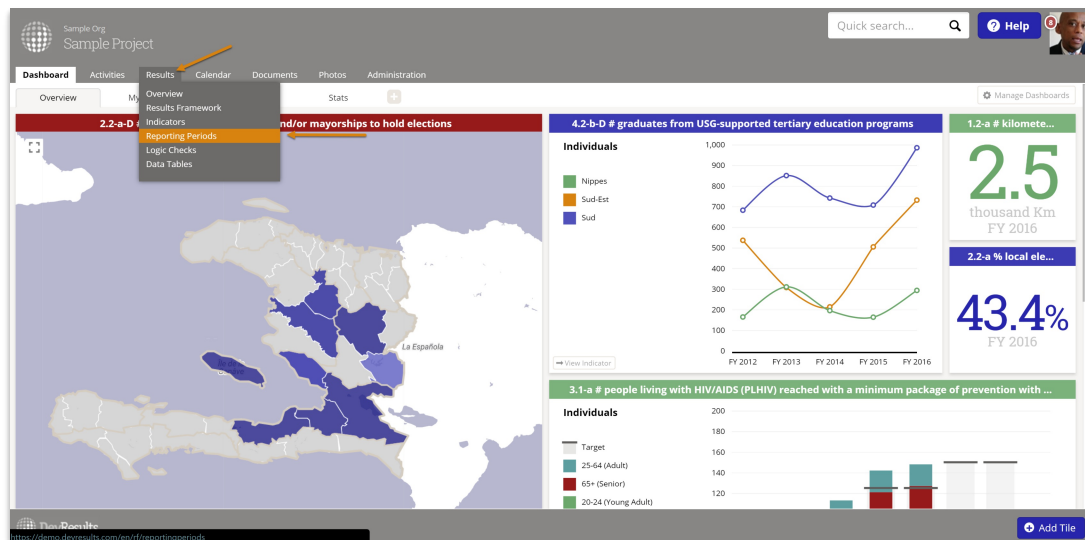 Sample Org
Sample Project
Quick search...
Help
8
Dashboard Activities Results Calendar Documents Photos Administration
Overview
My
Stats
Manage Dashboards
Overview
Results Framework
Indicators
Reporting Periods
Logic Checks
Data Tables
2.2-a-D
nd/or mayorships to hold elections
La Española
4.2-b-D # graduates from USG-supported tertiary education programs
Individuals
Nippes
Sud-Est
Sud
1,000
900
800
700
600
500
400
300
200
100
0
FY 2012 FY 2013 FY 2014 FY 2015 FY 2016
View indicator
1.2-a # kilomete...
2.5
thousand Km
FY 2016
2.2-a % local ele...
43.4%
FY 2016
3.1-a # people living with HIV/AIDS (PLHIV) reached with a minimum package of prevention with ...
Individuals
Target
25-64 (Adult)
65+ (Senior)
20-24 (Young Adult)
200
180
160
140
120
DevResults
https://demo.devresults.com/en/rf/reportingperiods
Add Tile